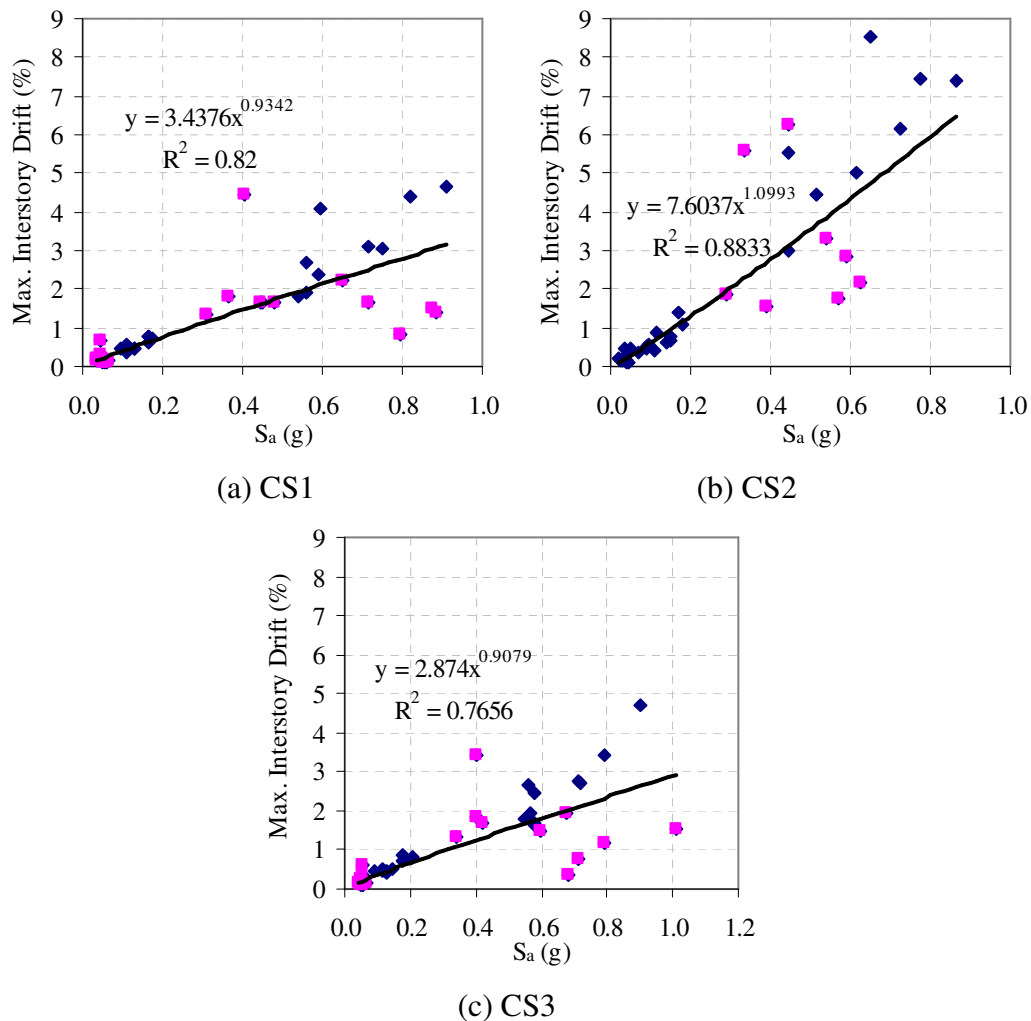 9
8
7
6
5
4
3
2
1
0
Max. Interstory Drift (%)
y = 3.4376x^0.9342
R^2 = 0.82
0.0 0.2 0.4 0.6 0.8 1.0
Sa (g)
(a) CS1
9
8
7
6
5
4
3
2
1
0
Max. Interstory Drift (%)
y = 7.6037x^1.0993
R^2 = 0.8833
0.0 0.2 0.4 0.6 0.8 1.0
Sa (g)
(b) CS2
9
8
7
6
5
4
3
2
1
0
Max. Interstory Drift (%)
y = 2.874x^0.9079
R^2 = 0.7656
0.0 0.2 0.4 0.6 0.8 1.0 1.2
Sa (g)
(c) CS3